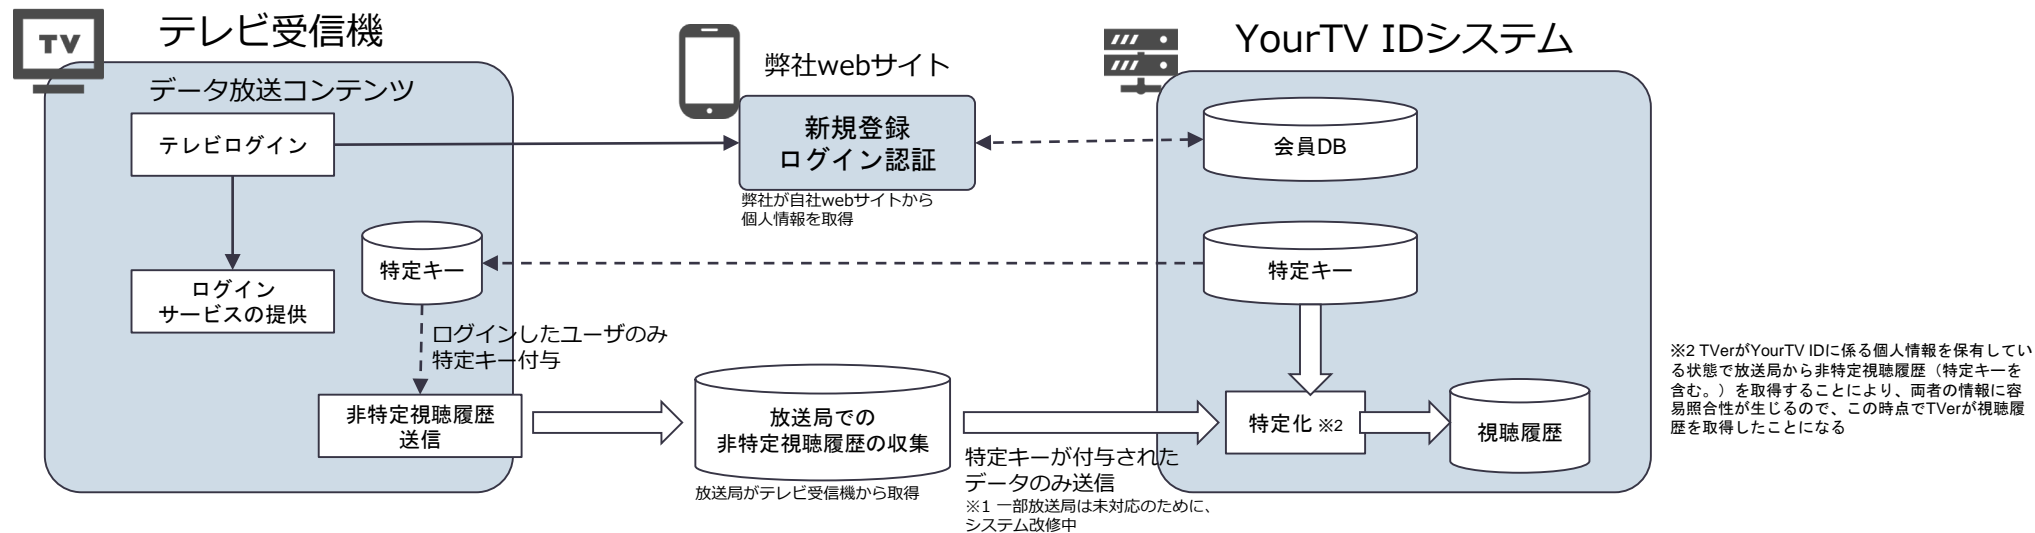 TV
テレビ受信機
データ放送コンテンツ
テレビログイン
ログイン
サービスの提供
特定キー
ログインしたユーザのみ
特定キー付与
非特定視聴履歴
送信
弊社webサイト
新規登録
ログイン認証
弊社が自社webサイトから
個人情報を取得
放送局での
非特定視聴履歴の収集
放送局がテレビ受信機から取得
特定キーが付与された
データのみ送信
※1 一部放送局は未対応のために、
システム改修中
YourTV IDシステム
会員DB
特定キー
特定化 ※2
視聴履歴
※2 TVerがYourTV IDに係る個人情報を保有してい
る状態で放送局から非特定視聴履歴（特定キーを
含む。）を取得することにより、両者の情報に容
易照合性が生じるので、この時点でTVerが視聴履
歴を取得したことになる